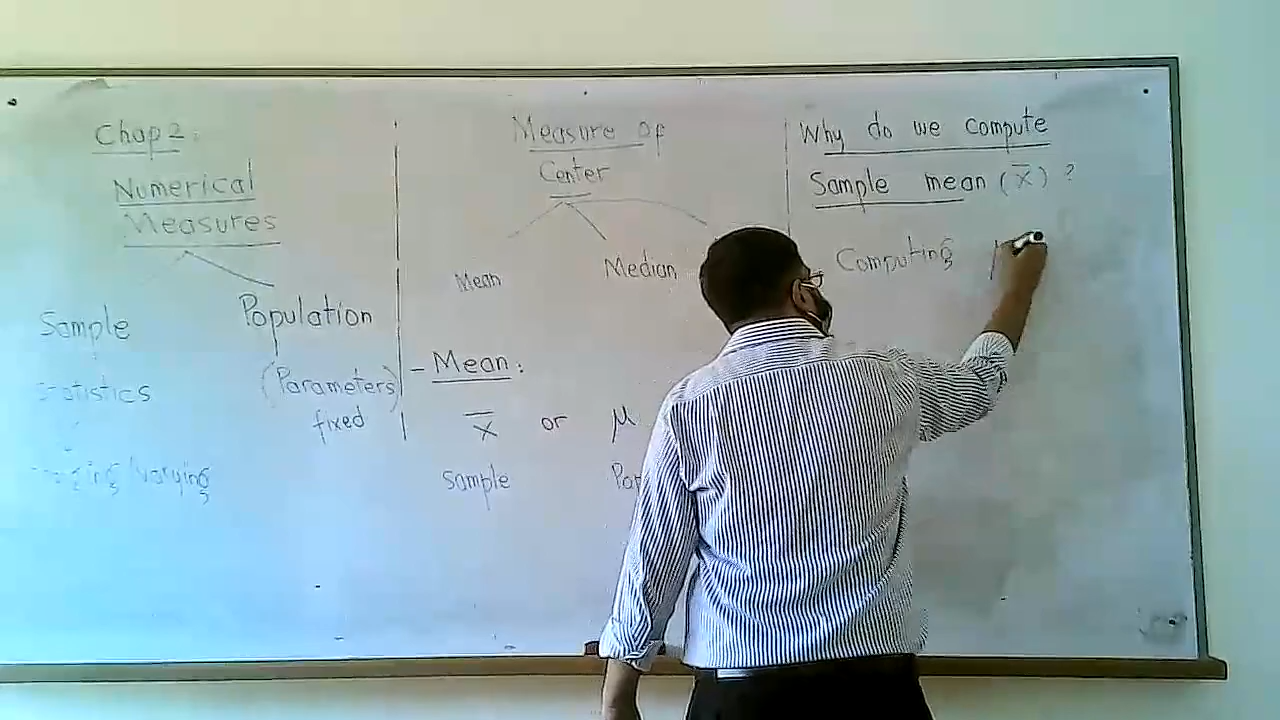 Chap 2:
Numerical
Measures
Sample
Population
statistics
(Parameters)
fixed
/varying
Measure of
Center
Mean
Median
- Mean:
x̄ or μ
sample
Why do we compute
Sample mean (x̄) ?
Computing